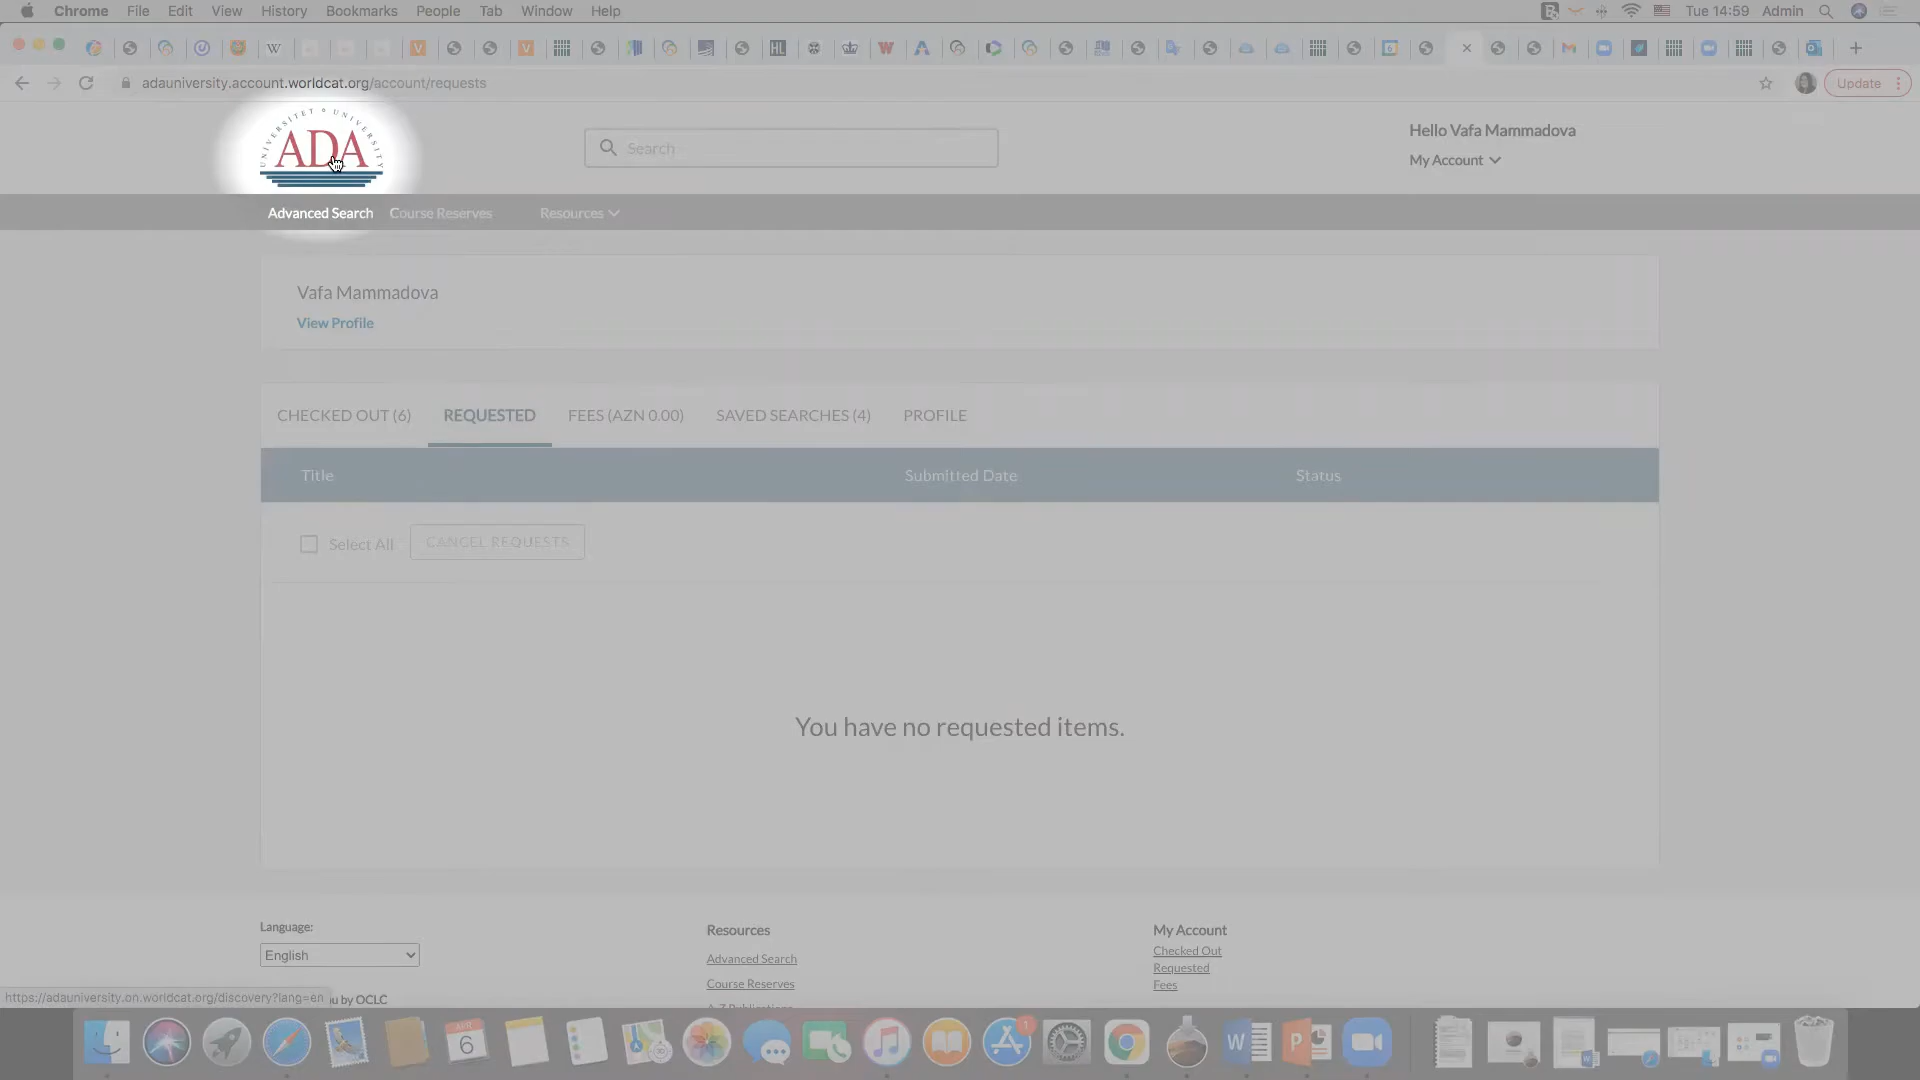 Chrome File Edit View History Bookmarks People Tab Window Help Tue 14:59 Admin
adauniversity.account.worldcat.org/account/requests Update
UNIVERSITET UNIVERSITY
ADA
Search
Hello Vafa Mammadova
My Account
Advanced Search Course Reserves Resources
Vafa Mammadova
View Profile
CHECKED OUT (6) REQUESTED FEES (AZN 0.00) SAVED SEARCHES (4) PROFILE
Title Submitted Date Status
Select All CANCEL REQUESTS
You have no requested items.
Language: Resources My Account
English Advanced Search Checked Out
Course Reserves Requested
Fees
https://adauniversity.on.worldcat.org/discovery?lang=en u by OCLC
A-Z Publications
6
1